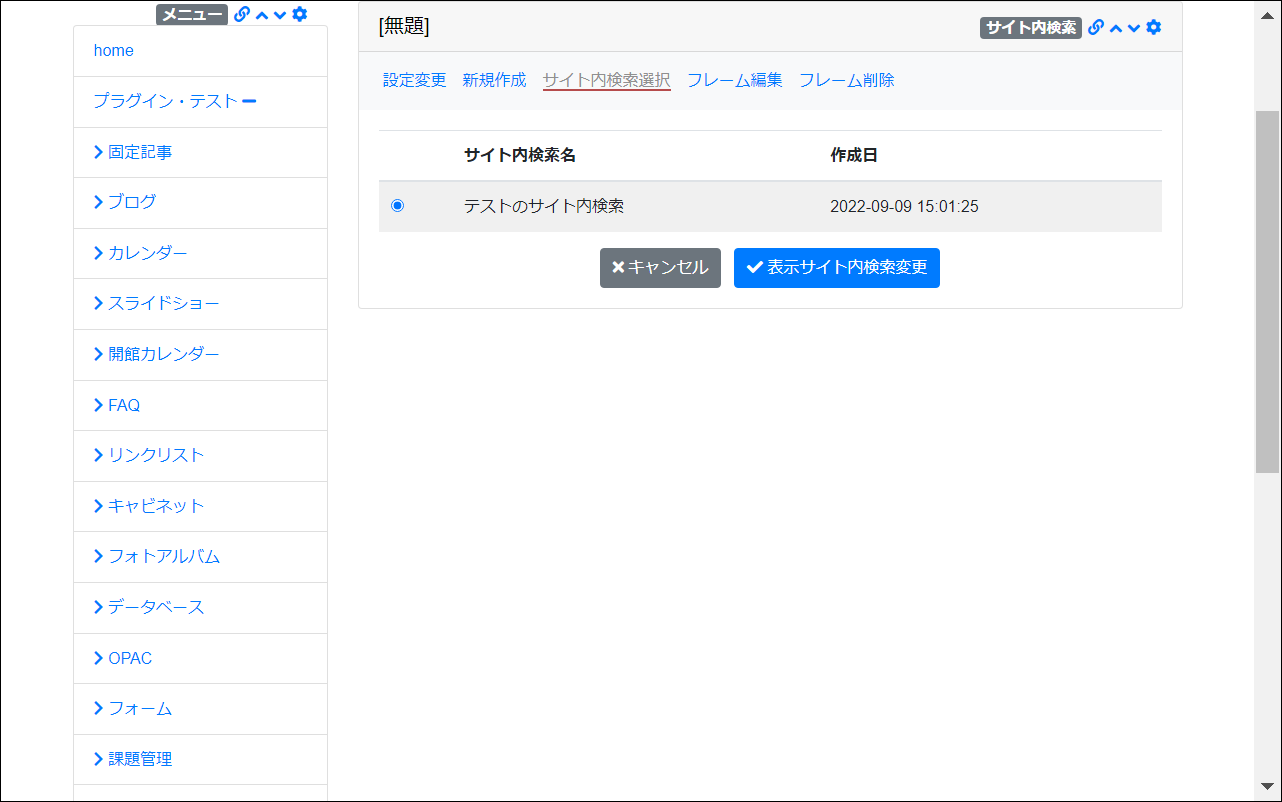 メニュー
home
プラグイン・テスト
固定記事
ブログ
カレンダー
スライドショー
開館カレンダー
FAQ
リンクリスト
キャビネット
フォトアルバム
データベース
OPAC
フォーム
課題管理
[無題]
サイト内検索
設定変更 新規作成 サイト内検索選択 フレーム編集 フレーム削除
サイト内検索名 作成日
テストのサイト内検索 2022-09-09 15:01:25
キャンセル 表示サイト内検索変更